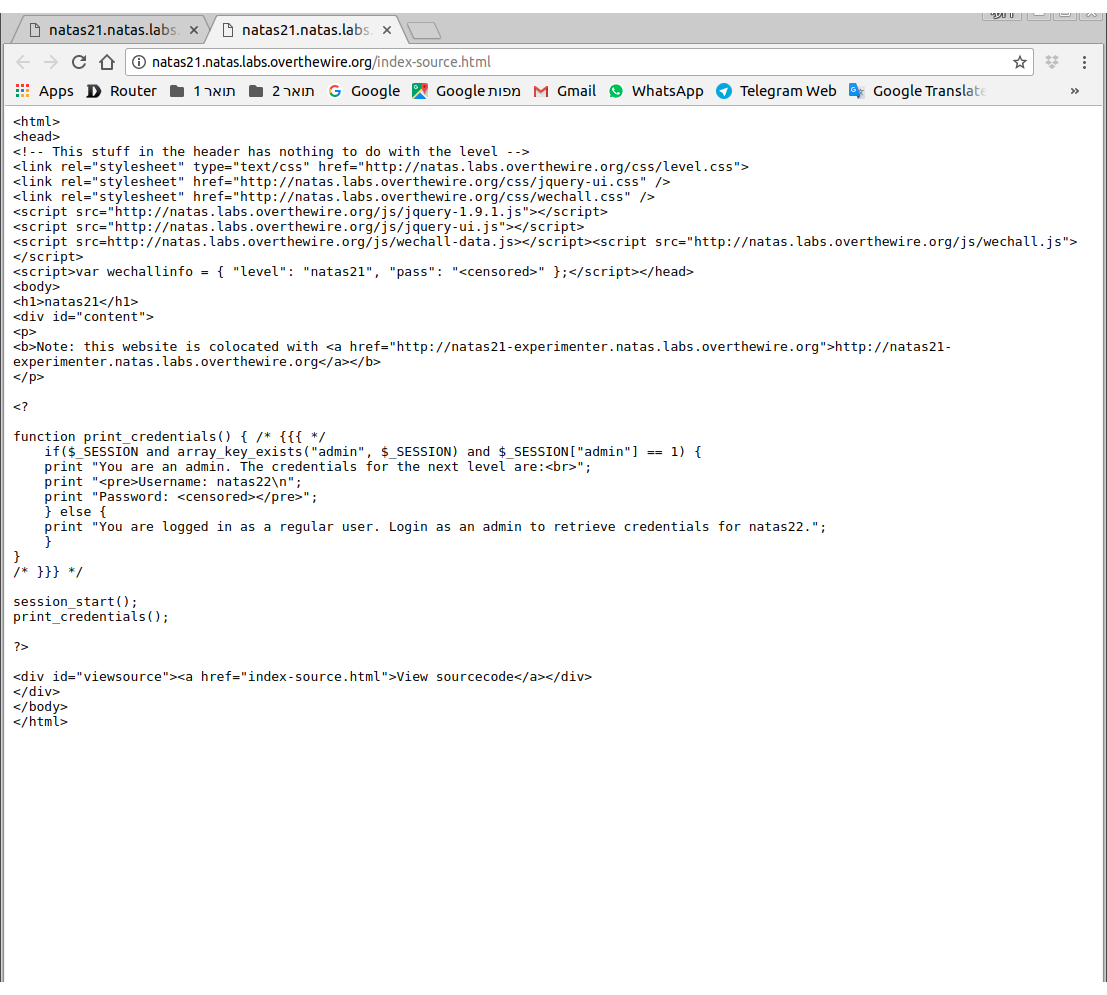 natas21.natas.labs. natas21.natas.labs.
natas21.natas.labs.overthewire.org/index-source.html
Apps Router תואר 1 תואר 2 Google Google מפות Gmail WhatsApp Telegram Web Google Translate »
<html>
<head>
<!-- This stuff in the header has nothing to do with the level -->
<link rel="stylesheet" type="text/css" href="http://natas.labs.overthewire.org/css/level.css">
<link rel="stylesheet" href="http://natas.labs.overthewire.org/css/jquery-ui.css" />
<link rel="stylesheet" href="http://natas.labs.overthewire.org/css/wechall.css" />
<script src="http://natas.labs.overthewire.org/js/jquery-1.9.1.js"></script>
<script src="http://natas.labs.overthewire.org/js/jquery-ui.js"></script>
<script src=http://natas.labs.overthewire.org/js/wechall-data.js></script><script src="http://natas.labs.overthewire.org/js/wechall.js">
</script>
<script>var wechallinfo = { "level": "natas21", "pass": "<censored>" };</script></head>
<body>
<h1>natas21</h1>
<div id="content">
<p>
<b>Note: this website is colocated with <a href="http://natas21-experimenter.natas.labs.overthewire.org">http://natas21-
experimenter.natas.labs.overthewire.org</a></b>
</p>
<?
function print_credentials() { /* {{{ */
    if($_SESSION and array_key_exists("admin", $_SESSION) and $_SESSION["admin"] == 1) {
    print "You are an admin. The credentials for the next level are:<br>";
    print "<pre>Username: natas22\n";
    print "Password: <censored></pre>";
    } else {
    print "You are logged in as a regular user. Login as an admin to retrieve credentials for natas22.";
    }
}
/* }}} */
session_start();
print_credentials();
?>
<div id="viewsource"><a href="index-source.html">View sourcecode</a></div>
</div>
</body>
</html>